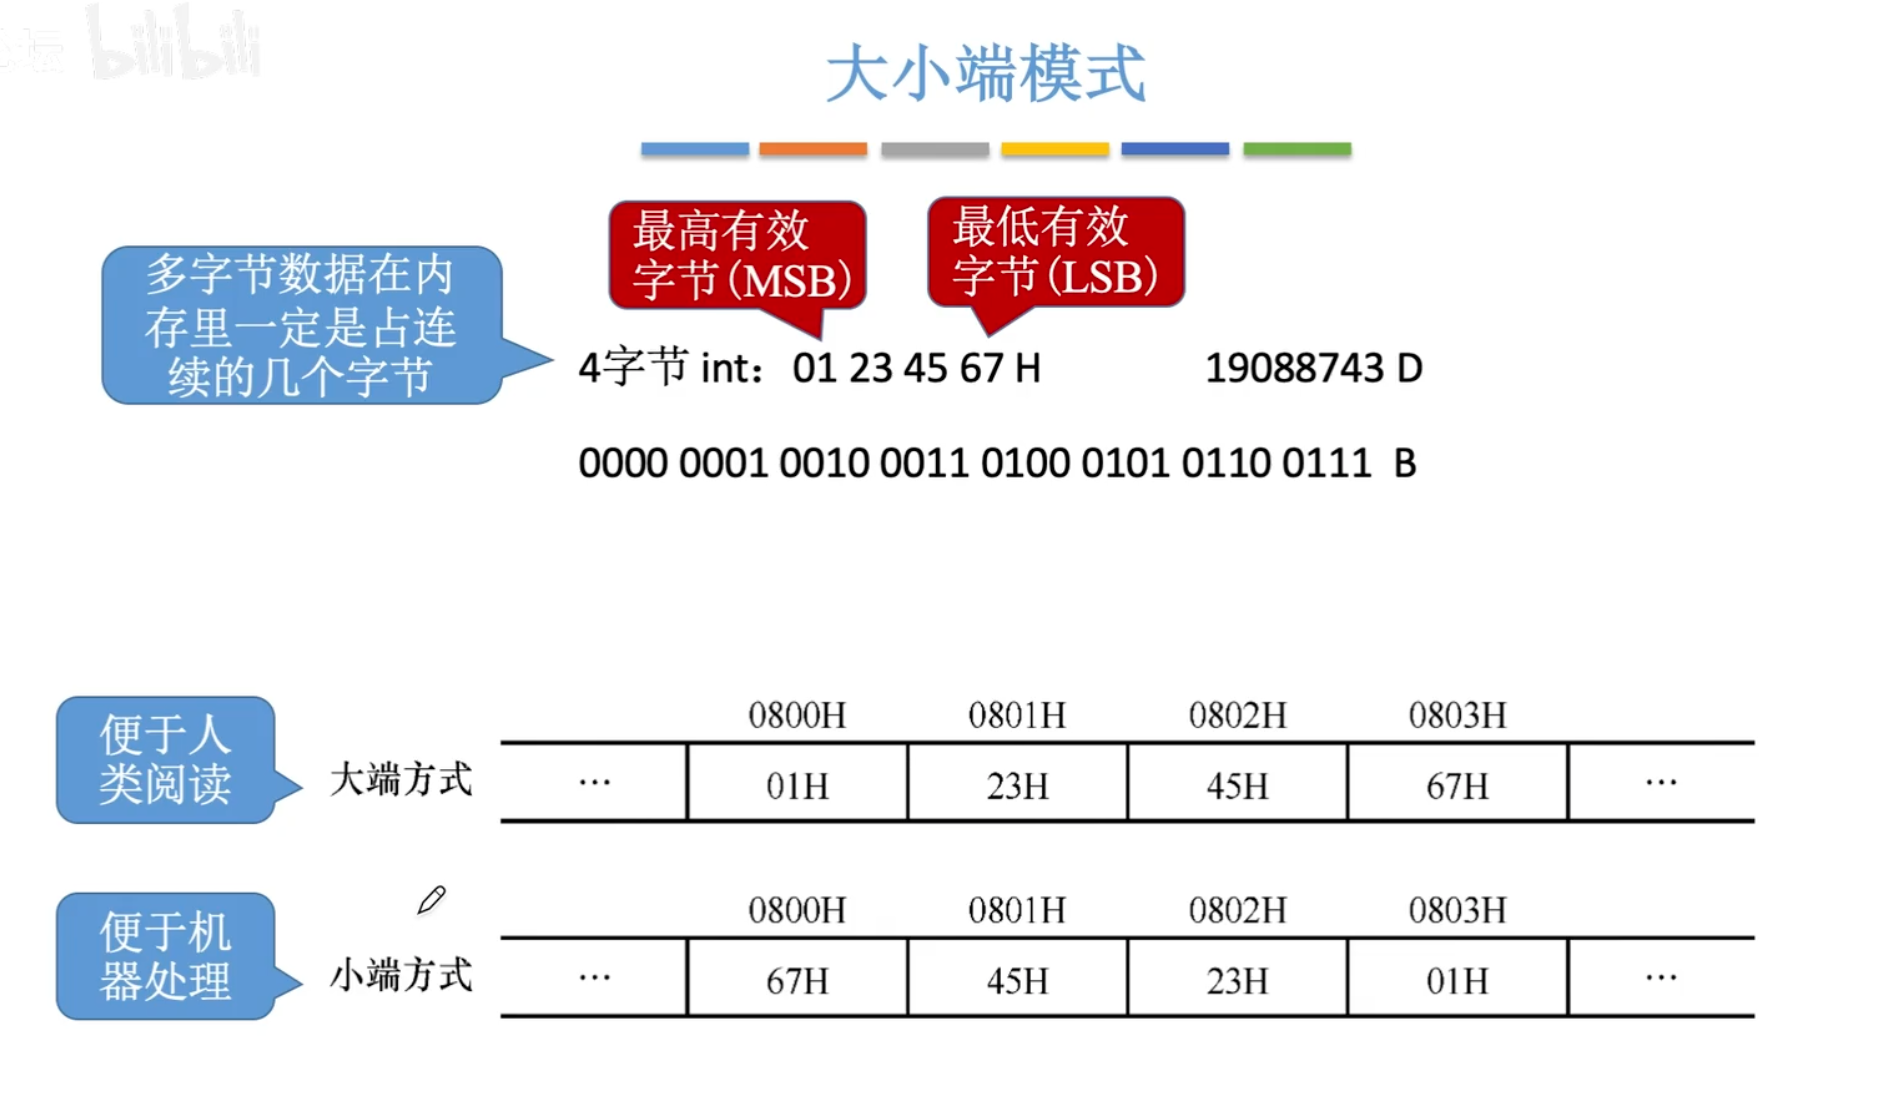 坛 bilibili
大小端模式
最高有效
字节(MSB)
最低有效
字节(LSB)
多字节数据在内
存里一定是占连
续的几个字节
4字节 int：01 23 45 67 H 19088743 D
0000 0001 0010 0011 0100 0101 0110 0111 B
便于人
类阅读
大端方式
0800H 0801H 0802H 0803H
… 01H 23H 45H 67H …
便于机
器处理
小端方式
0800H 0801H 0802H 0803H
… 67H 45H 23H 01H …